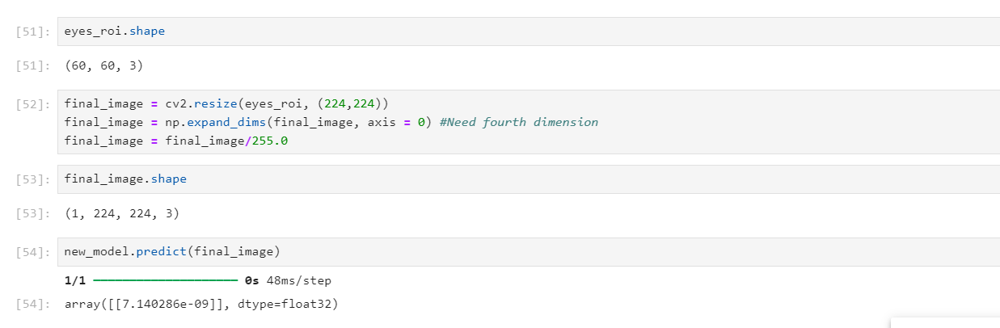 [51]: eyes_roi.shape
[51]: (60, 60, 3)
[52]: final_image = cv2.resize(eyes_roi, (224,224))
final_image = np.expand_dims(final_image, axis = 0) #Need fourth dimension
final_image = final_image/255.0
[53]: final_image.shape
[53]: (1, 224, 224, 3)
[54]: new_model.predict(final_image)
1/1 0s 48ms/step
[54]: array([[7.140286e-09]], dtype=float32)